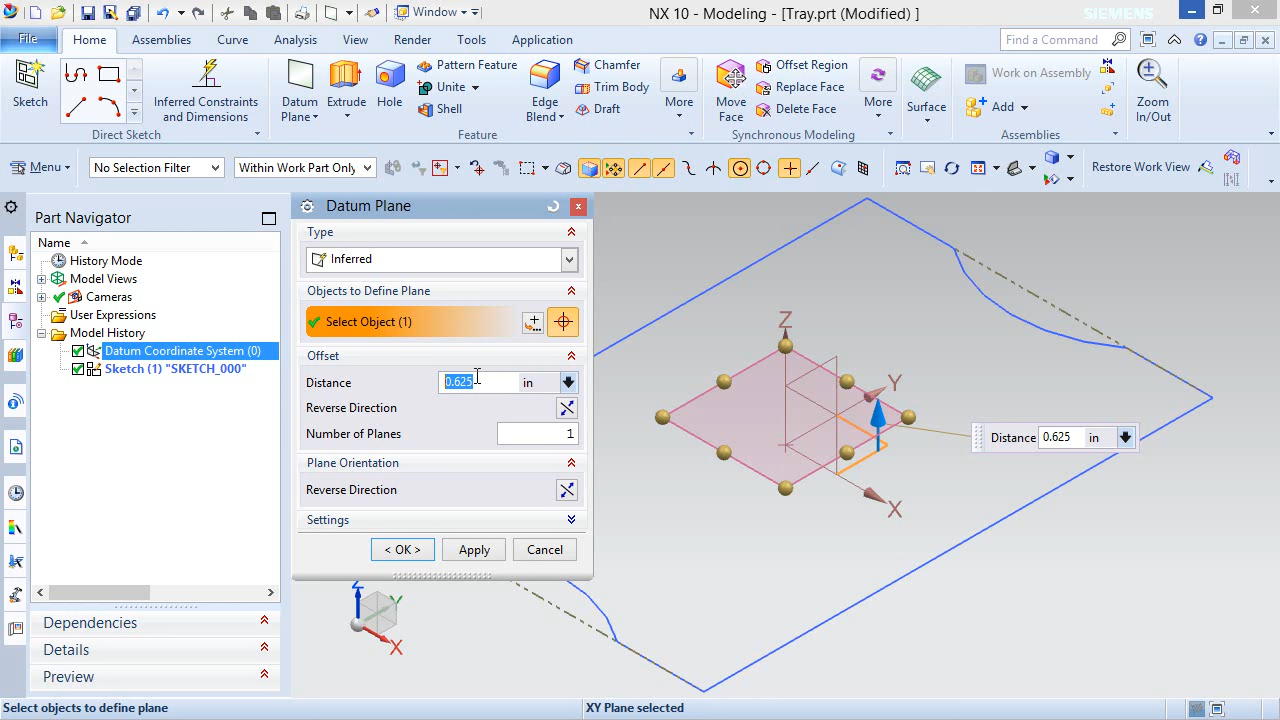 Window
NX 10 - Modeling - [Tray.prt (Modified) ]
SIEMENS
File
Home
Assemblies
Curve
Analysis
View
Render
Tools
Application
Find a Command
Sketch
Direct Sketch
Inferred Constraints
and Dimensions
Datum
Plane
Extrude
Hole
Pattern Feature
Unite
Shell
Edge
Blend
Chamfer
Trim Body
Draft
More
Feature
Move
Face
Offset Region
Replace Face
Delete Face
More
Synchronous Modeling
Surface
Work on Assembly
Add
Assemblies
Zoom
In/Out
Menu
No Selection Filter
Within Work Part Only
Restore Work View
Part Navigator
Name
History Mode
Model Views
Cameras
User Expressions
Model History
Datum Coordinate System (0)
Sketch (1) "SKETCH_000"
Dependencies
Details
Preview
Datum Plane
Type
Inferred
Objects to Define Plane
Select Object (1)
Offset
Distance
0.625
in
Reverse Direction
Number of Planes
1
Plane Orientation
Reverse Direction
Settings
< OK >
Apply
Cancel
Z
Y
X
Distance
0.625
in
Z
Y
X
Select objects to define plane
XY Plane selected